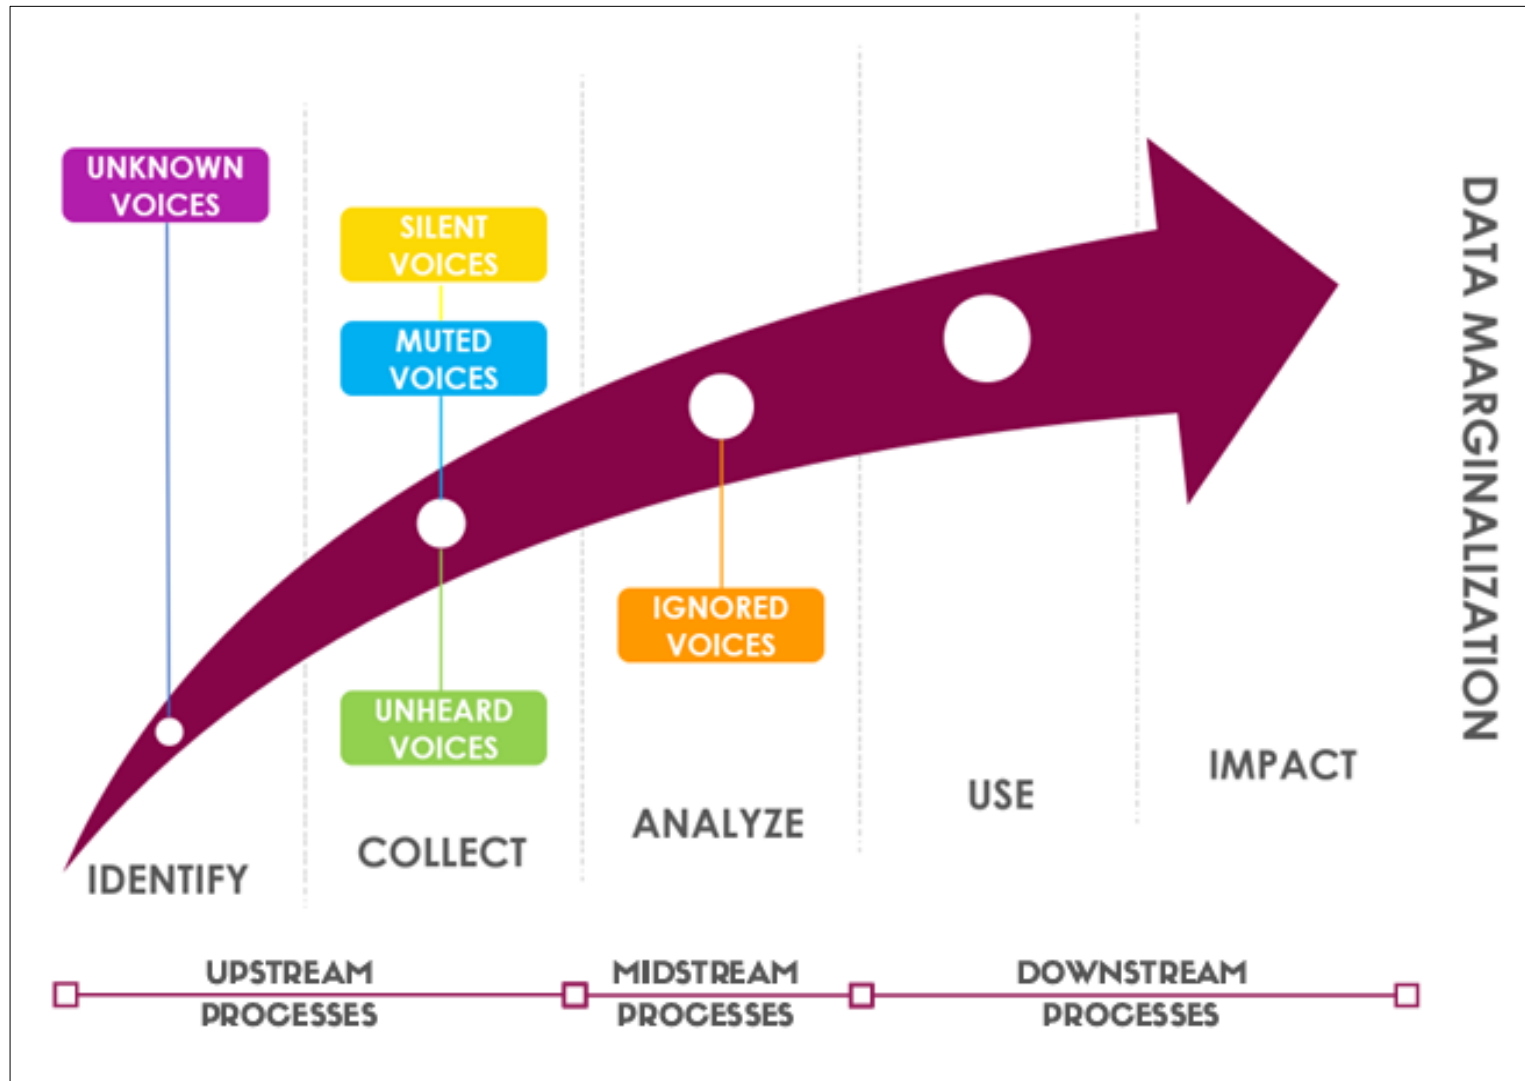 UNKNOWN
VOICES
SILENT
VOICES
MUTED
VOICES
UNHEARD
VOICES
IGNORED
VOICES
IDENTIFY
COLLECT
ANALYZE
USE
IMPACT
DATA MARGINALIZATION
UPSTREAM
PROCESSES
MIDSTREAM
PROCESSES
DOWNSTREAM
PROCESSES